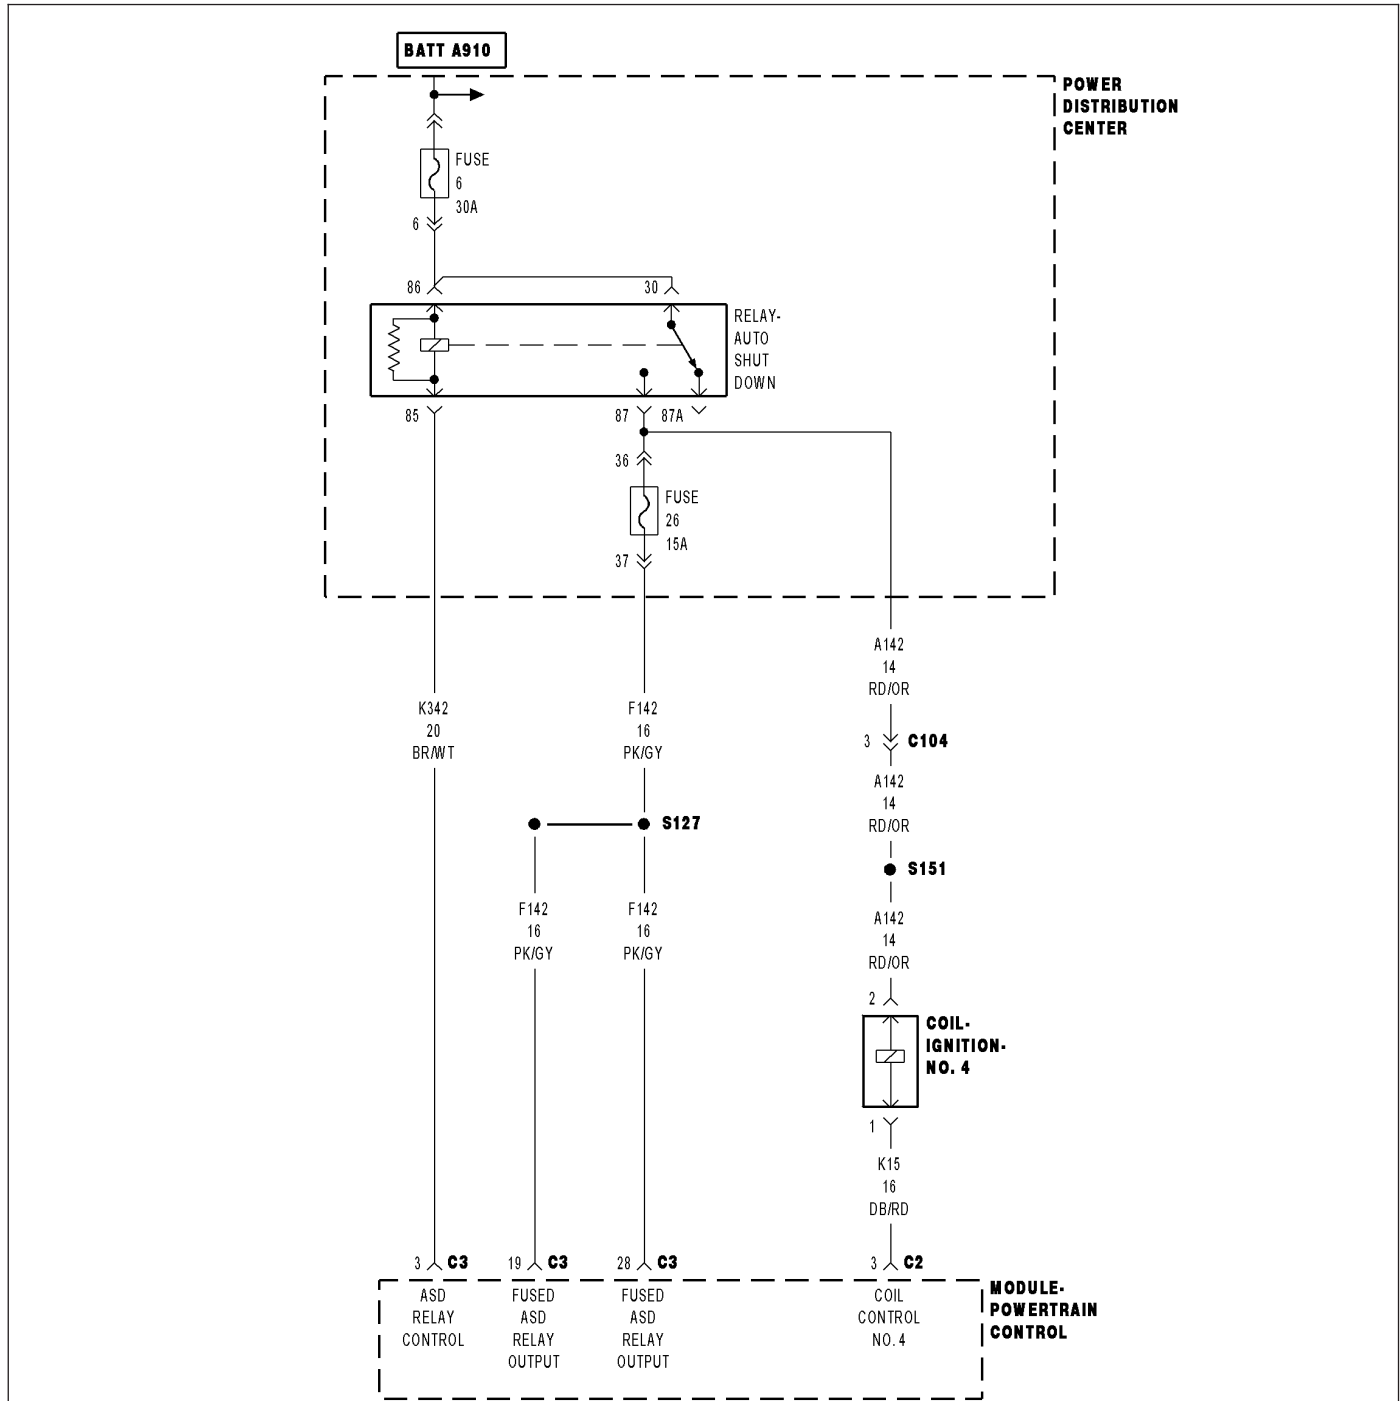 BATT A910
POWER
DISTRIBUTION
CENTER
FUSE
6
30A
6
86
30
RELAY-
AUTO
SHUT
DOWN
85
87
87A
36
FUSE
26
15A
37
A142
14
RD/OR
K342
20
BR/WT
F142
16
PK/GY
3
C104
A142
14
RD/OR
S127
S151
F142
16
PK/GY
F142
16
PK/GY
A142
14
RD/OR
2
COIL-
IGNITION-
NO. 4
1
K15
16
DB/RD
3
C3
19
C3
28
C3
3
C2
ASD
RELAY
CONTROL
FUSED
ASD
RELAY
OUTPUT
FUSED
ASD
RELAY
OUTPUT
COIL
CONTROL
NO. 4
MODULE-
POWERTRAIN
CONTROL